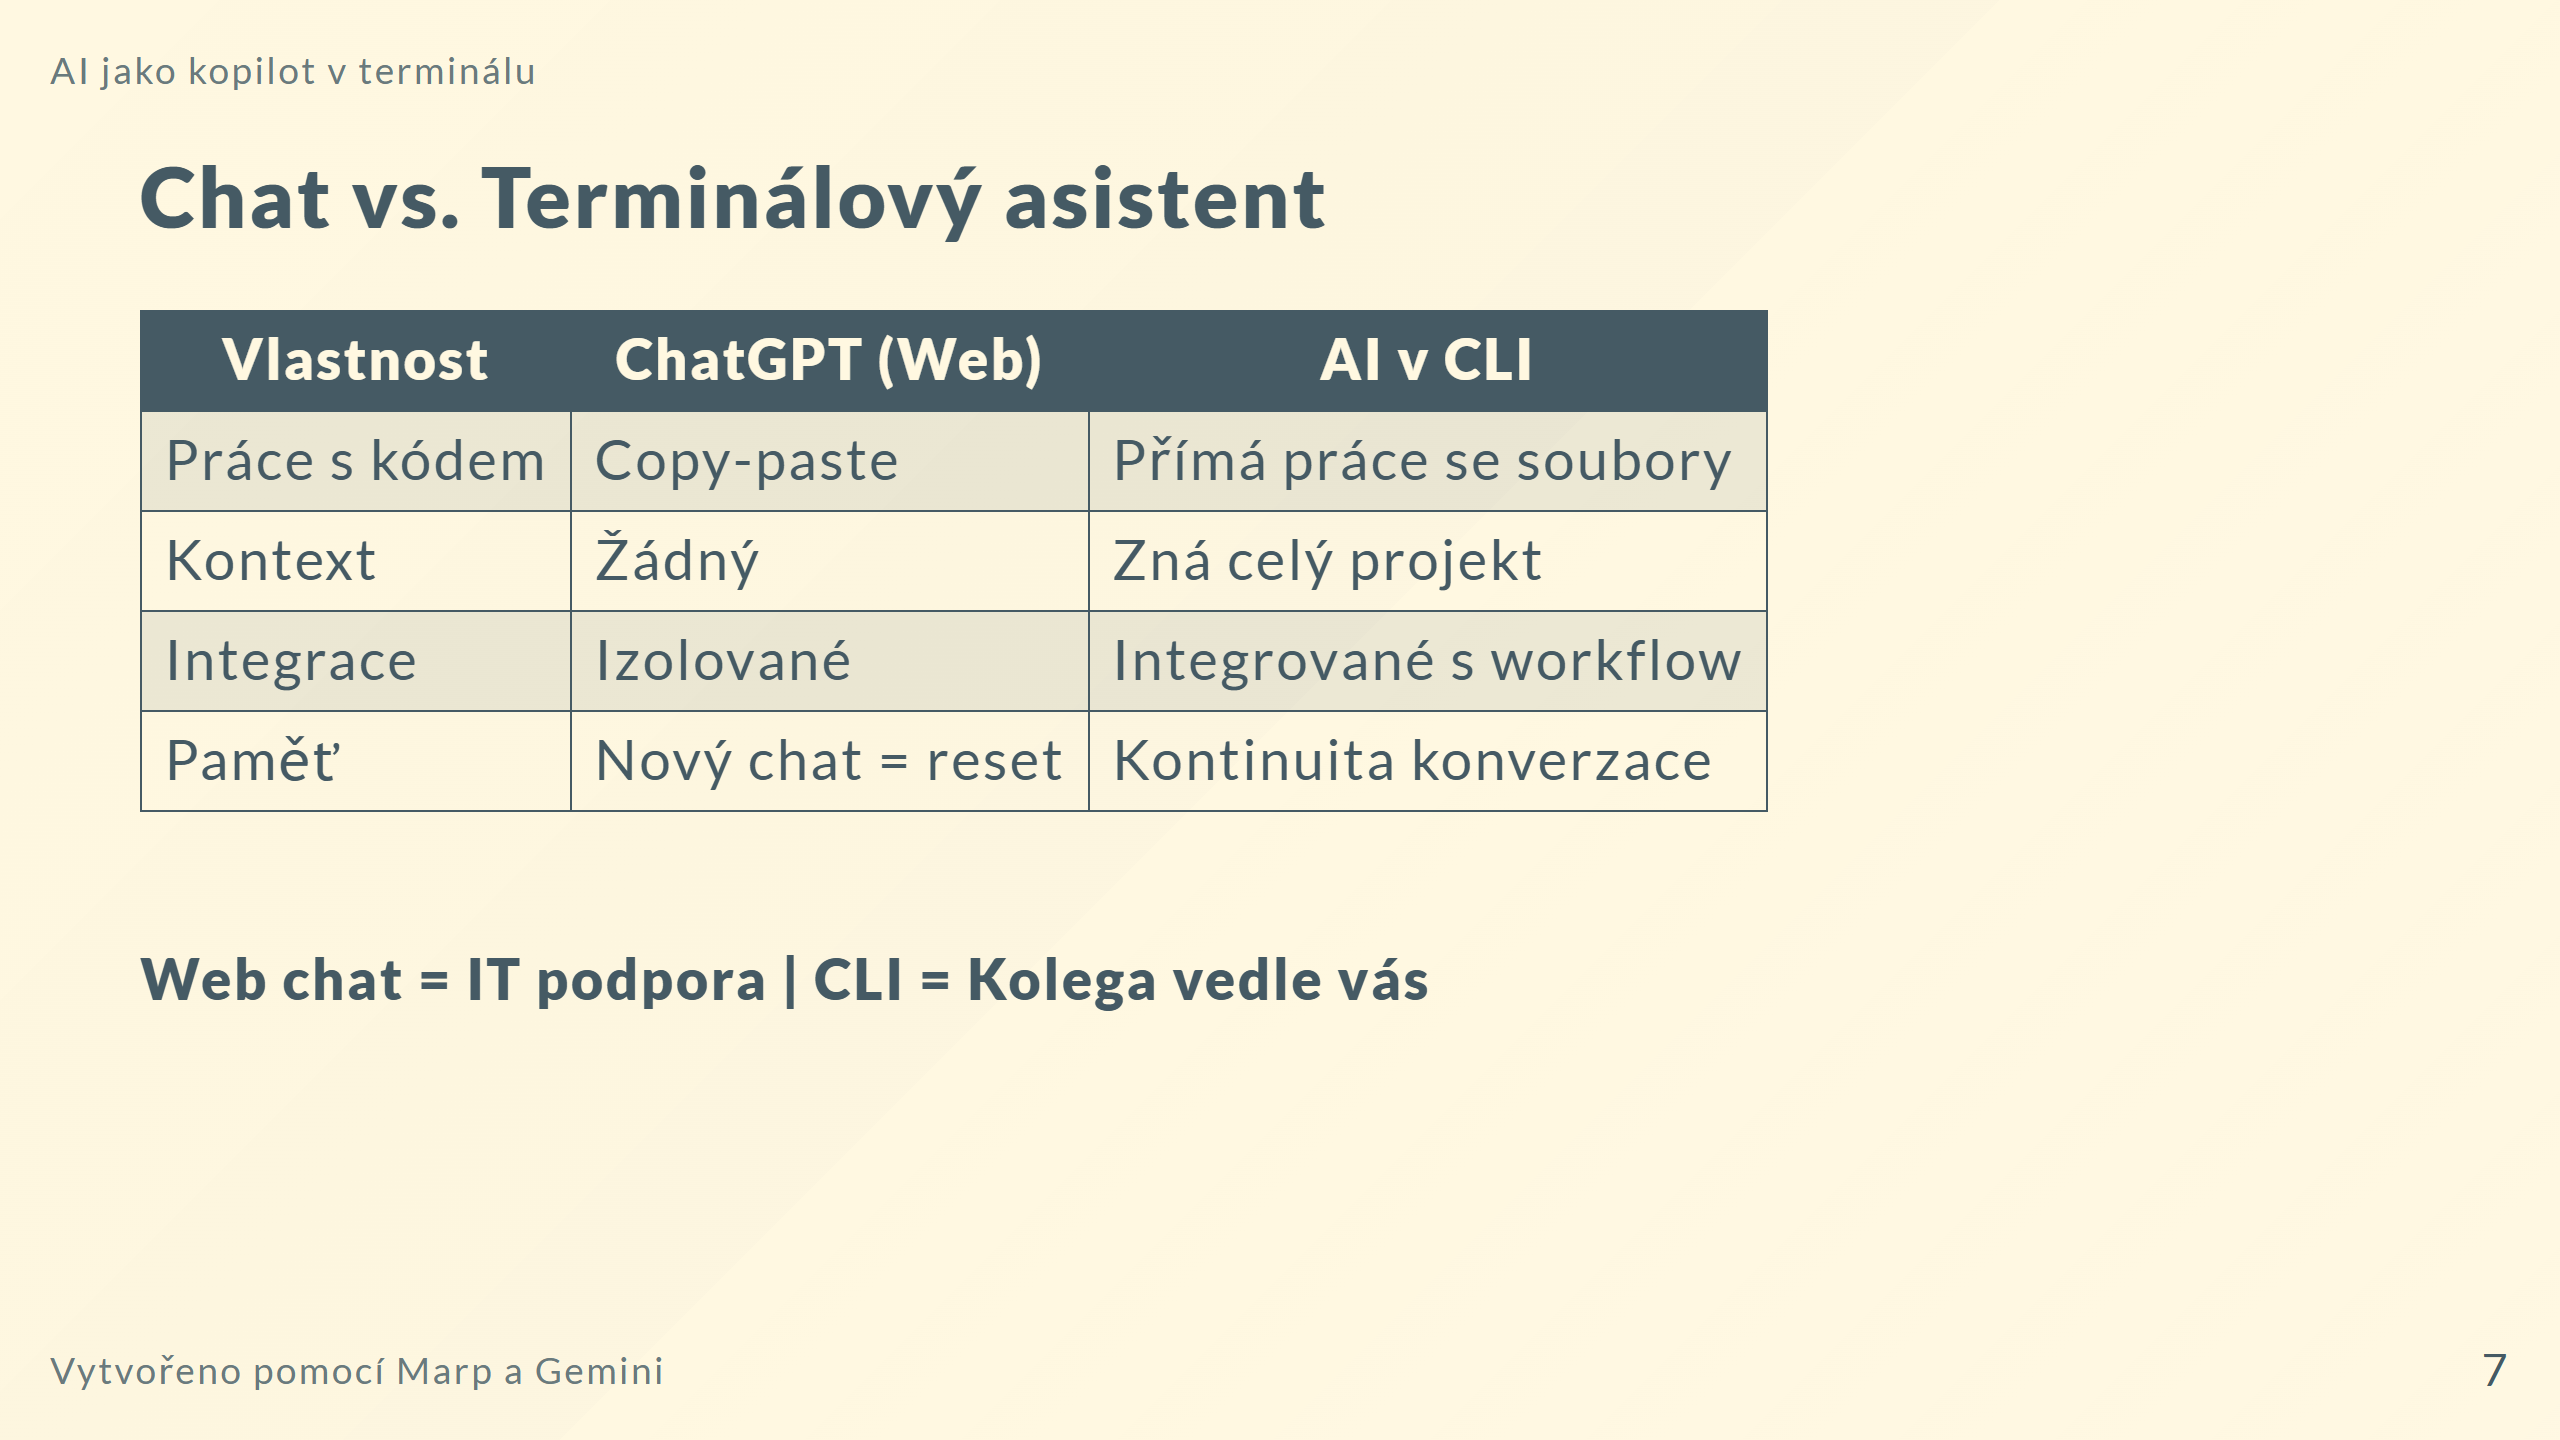 AI jako kopilot v terminálu
Chat vs. Terminálový asistent
Vlastnost ChatGPT (Web) AI v CLI
Práce s kódem Copy-paste Přímá práce se soubory
Kontext Žádný Zná celý projekt
Integrace Izolované Integrované s workflow
Paměť Nový chat = reset Kontinuita konverzace
Web chat = IT podpora | CLI = Kolega vedle vás
Vytvořeno pomocí Marp a Gemini
7